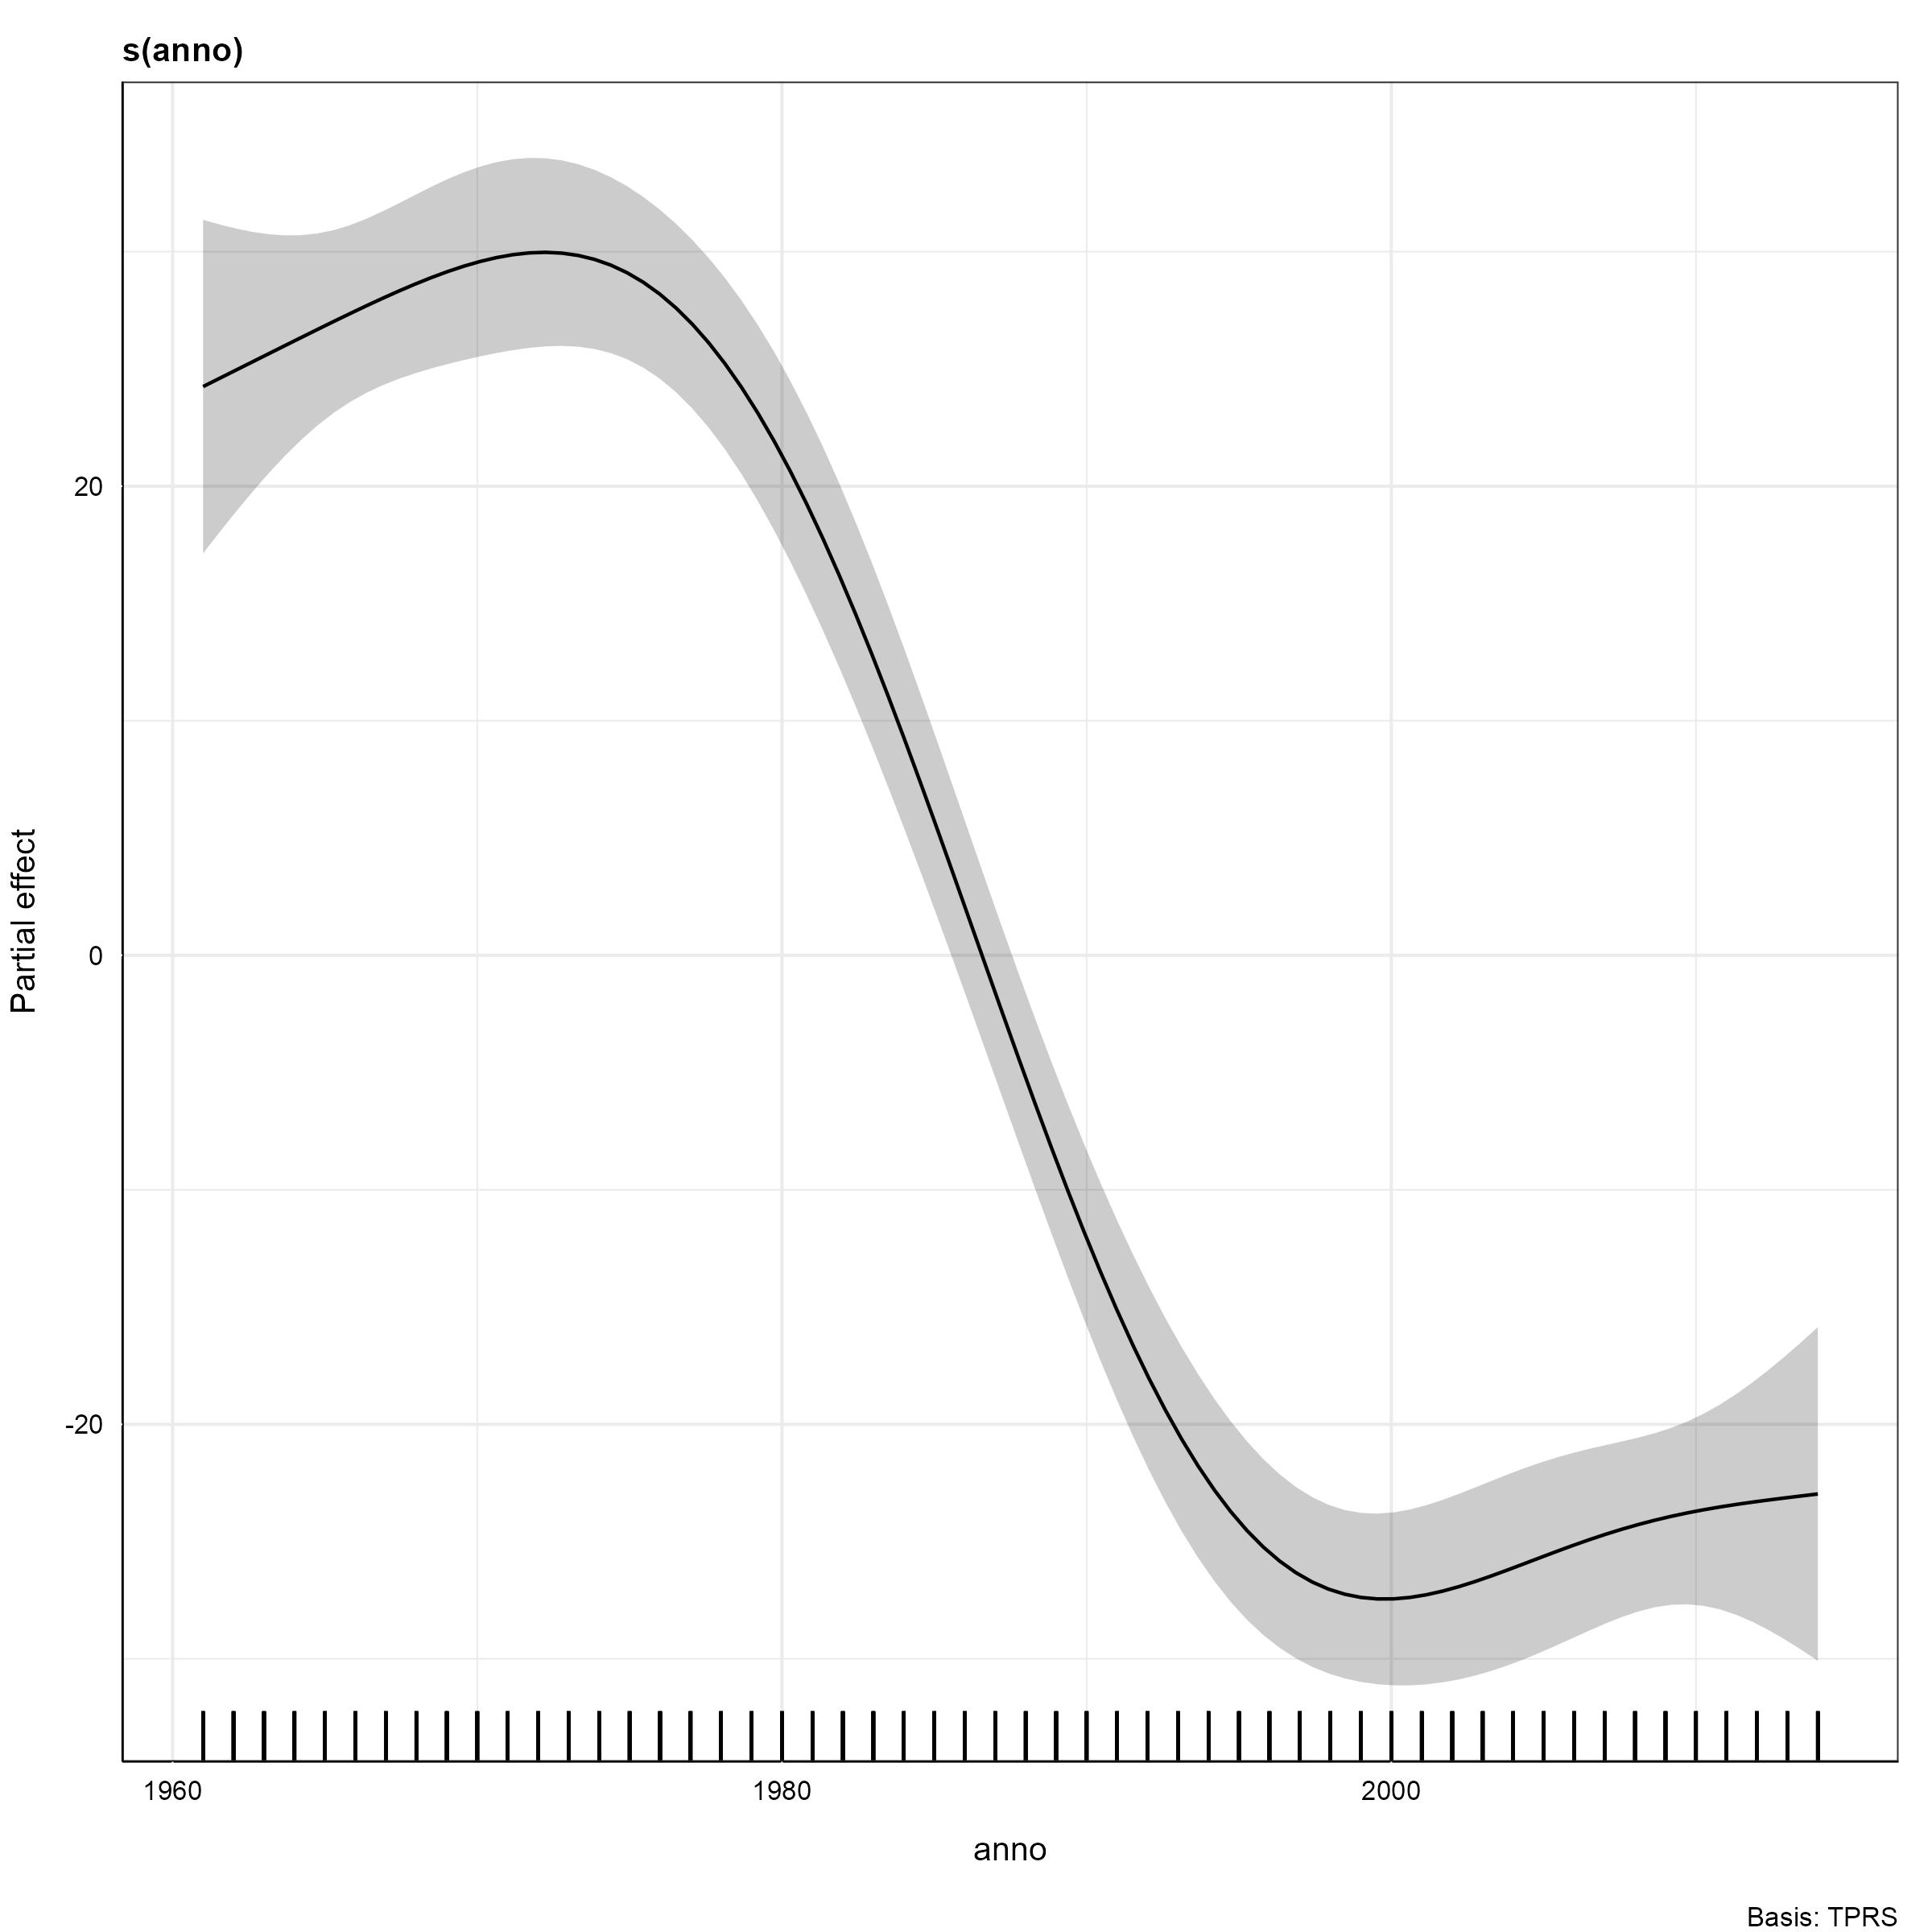 s(anno)
Partial effect
20
0
-20
1960 1980 2000
anno
Basis: TPRS